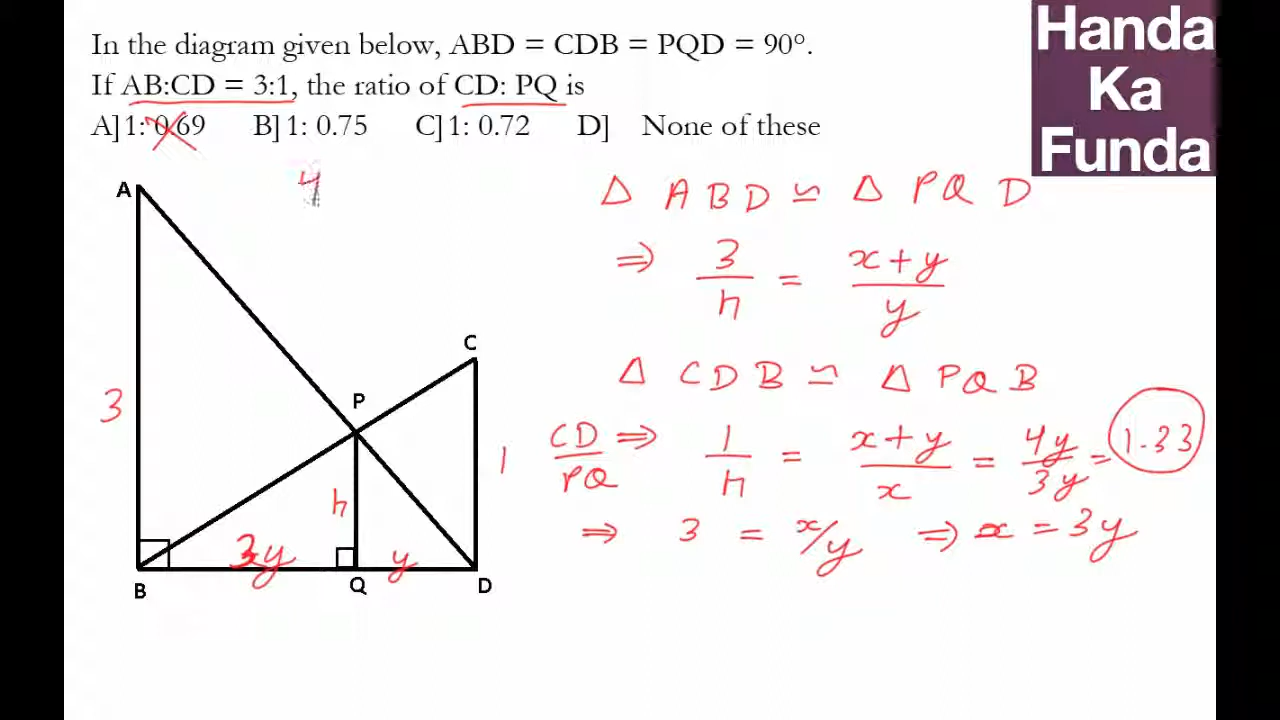 In the diagram given below, ABD = CDB = PQD = 90°.
If AB:CD = 3:1, the ratio of CD: PQ is
A]1: 0.69 B]1: 0.75 C]1: 0.72 D] None of these
Handa
Ka
Funda
4
A
C
P
B
Q
D
3
1
h
3y
y
Δ ABD ≃ Δ PQD
⇒ 3/h = x+y/y
Δ CDB ≃ Δ PQB
CD/PQ ⇒ 1/h = x+y/x = 4y/3y = 1.33
⇒ 3 = x/y ⇒ x = 3y